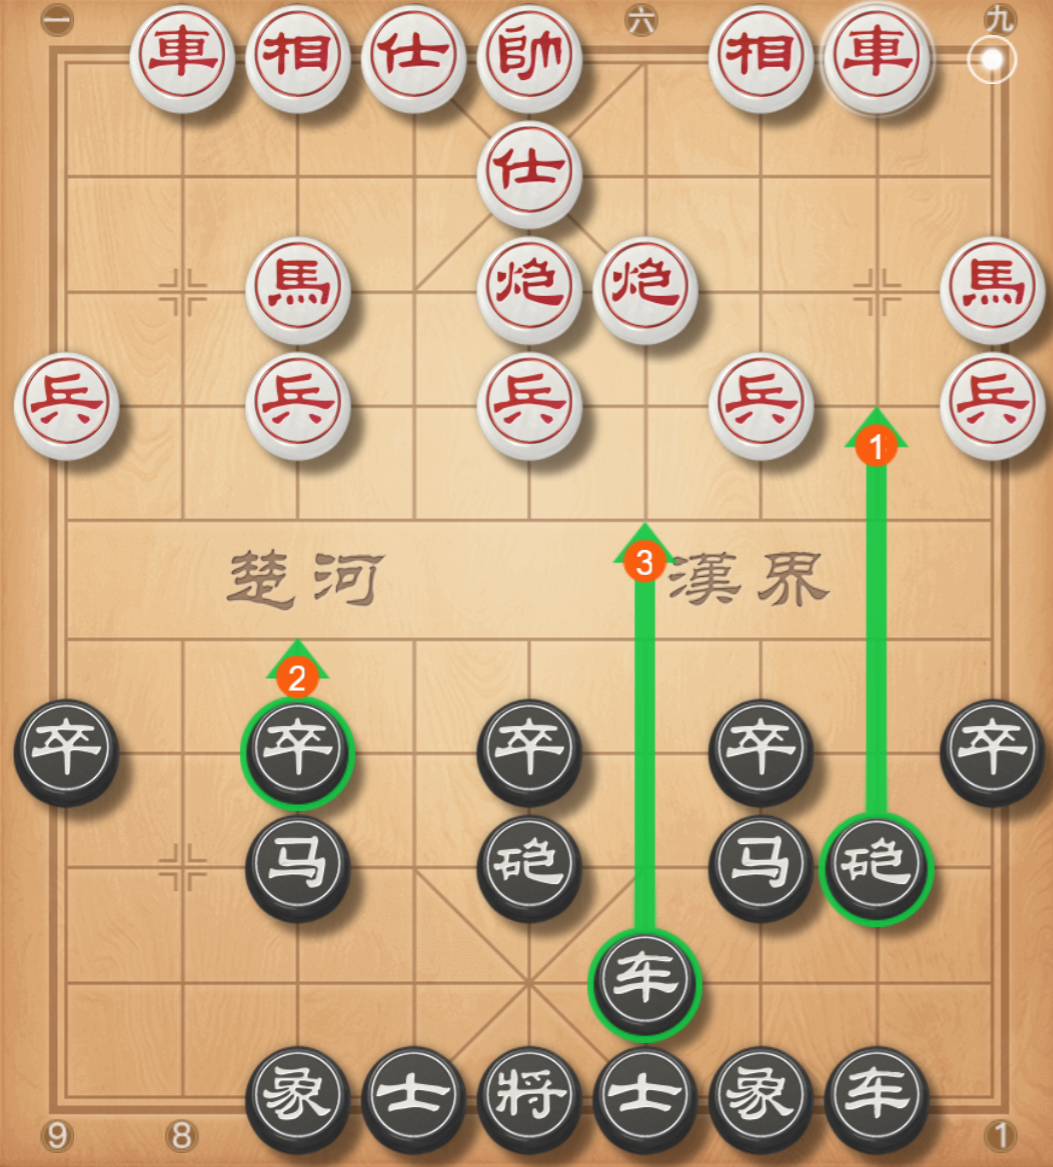 一 六 九
車 相 仕 帥 相 車
仕
馬 炮 炮 馬
兵 兵 兵 兵 兵
1
楚河 3 漢界
2
卒 卒 卒 卒 卒
马 砲 马 砲
车
象 士 将 士 象 车
9 8 1